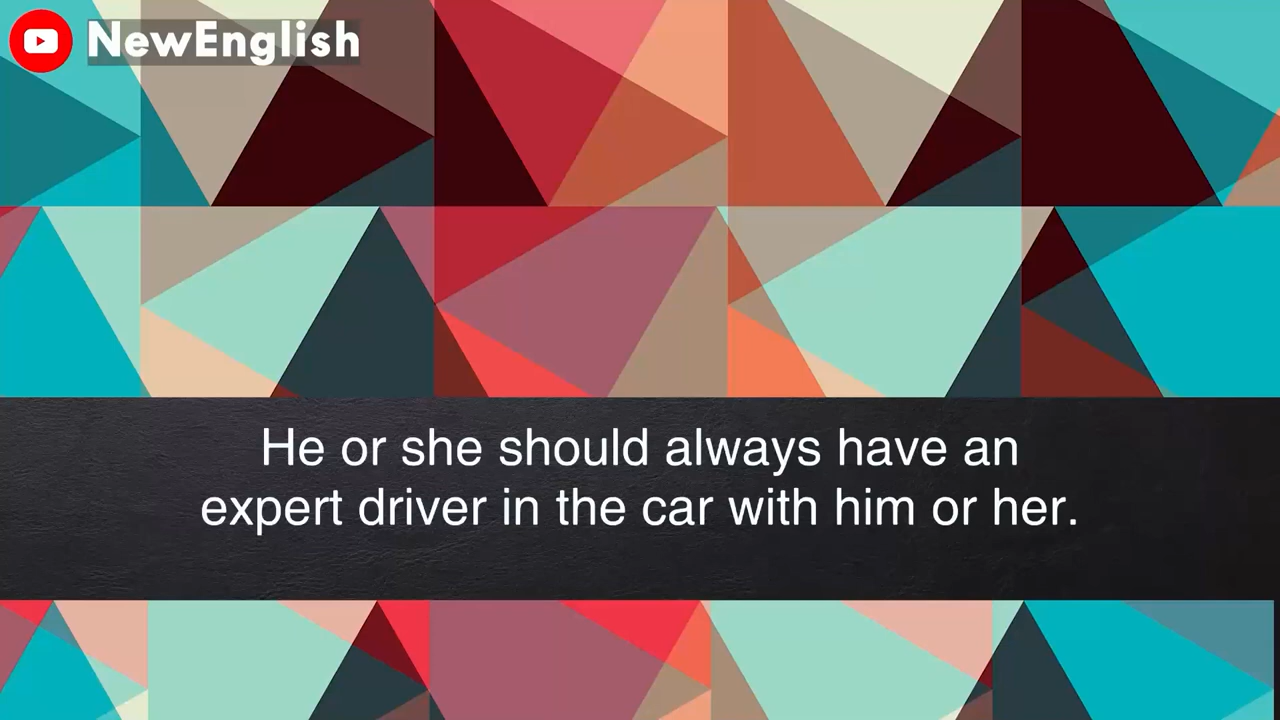 NewEnglish
He or she should always have an
expert driver in the car with him or her.